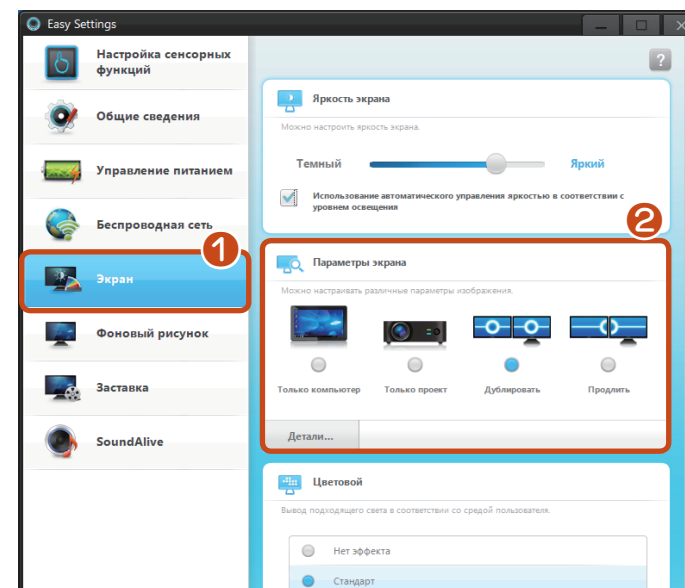 Easy Settings
Настройка сенсорных
функций
Общие сведения
Управление питанием
Беспроводная сеть
1
Экран
Фоновый рисунок
Заставка
SoundAlive
?
Яркость экрана
Можно настроить яркость экрана.
Темный
Яркий
Использование автоматического управления яркостью в соответствии с
уровнем освещения
2
Параметры экрана
Можно настраивать различные параметры изображения.
Только компьютер
Только проект
Дублировать
Продлить
Детали...
Цветовой
Вывод подходящего света в соответствии со средой пользователя.
Нет эффекта
Стандарт